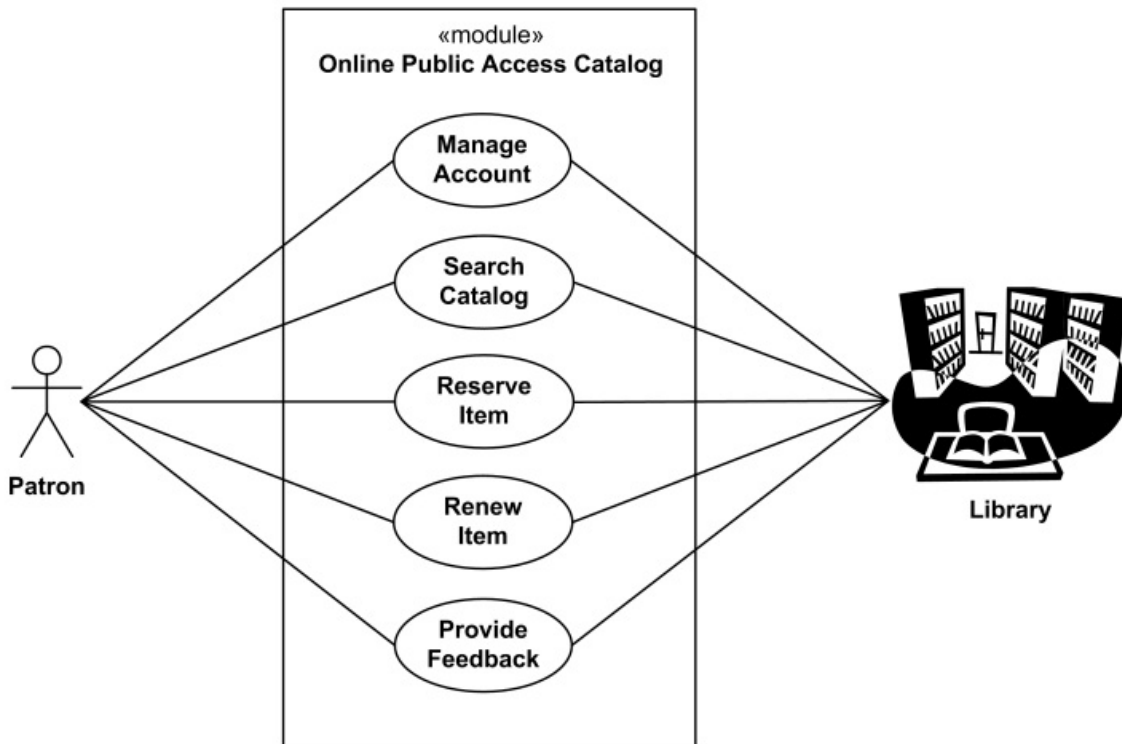 «module»
Online Public Access Catalog
Manage
Account
Search
Catalog
Reserve
Item
Renew
Item
Provide
Feedback
Patron
Library